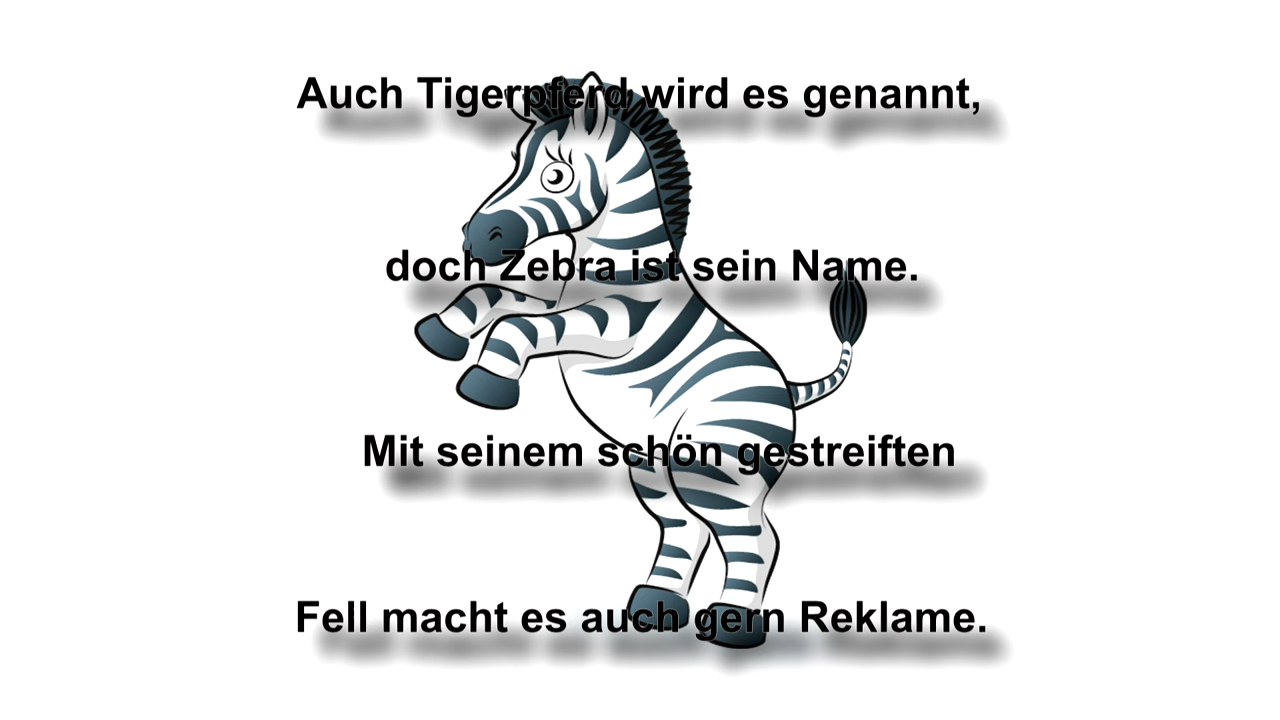 Auch Tigerpferd wird es genannt,
doch Zebra ist sein Name.
Mit seinem schön gestreiften
Fell macht es auch gern Reklame.